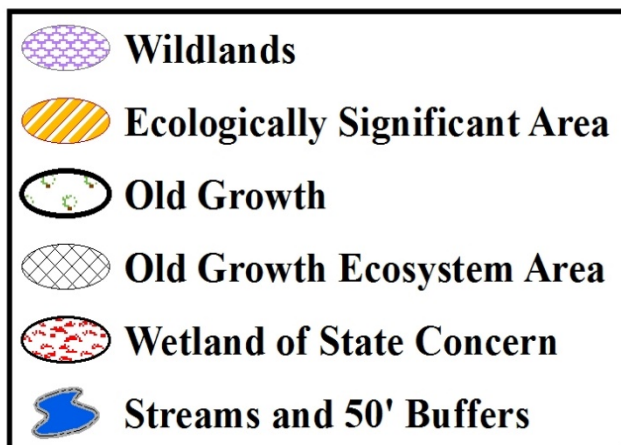 Wildlands
Ecologically Significant Area
Old Growth
Old Growth Ecosystem Area
Wetland of State Concern
Streams and 50' Buffers